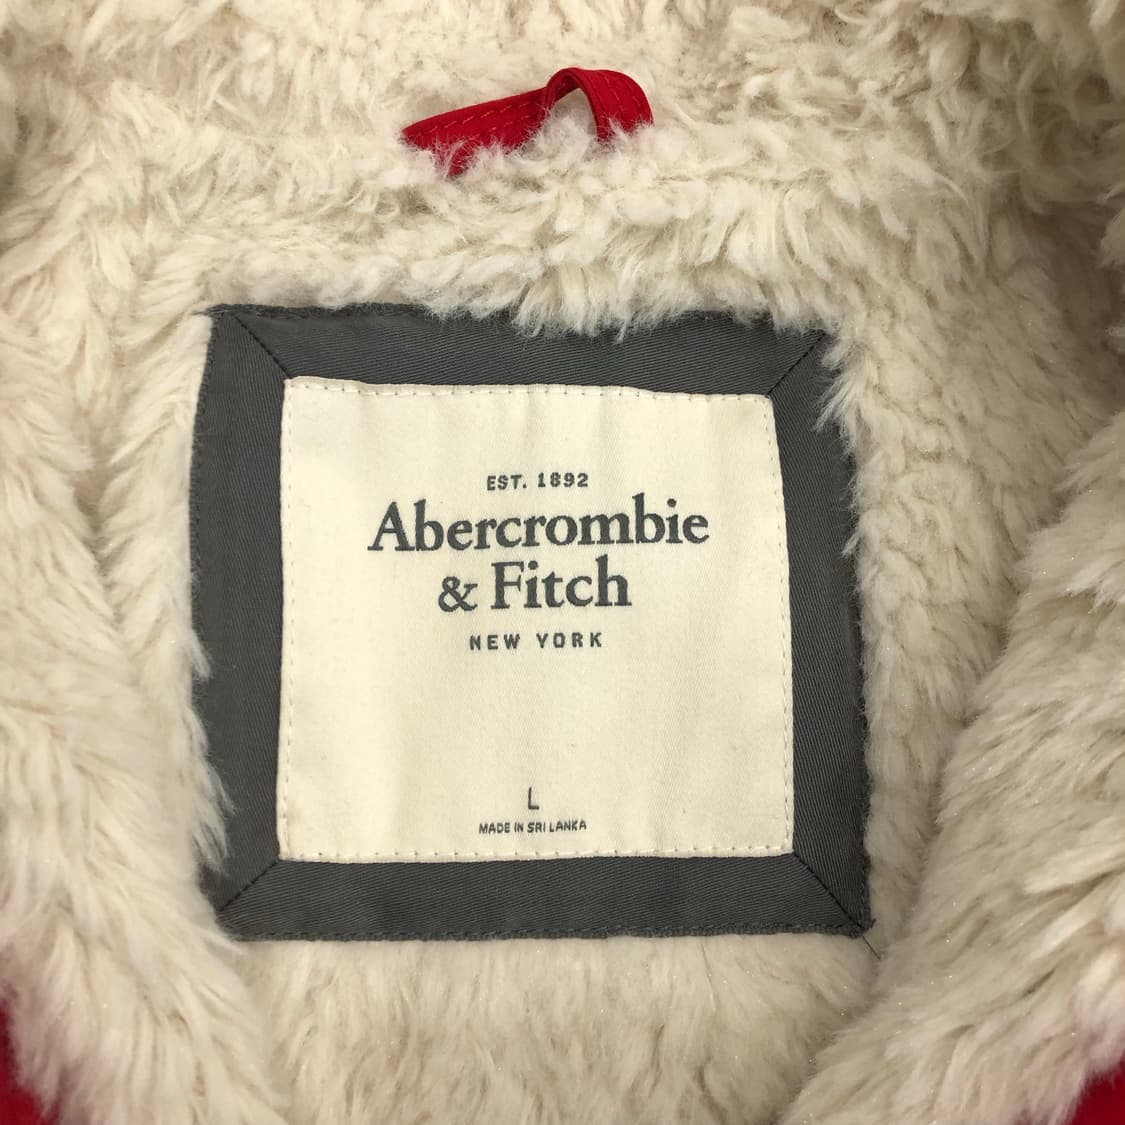 EST. 1892
Abercrombie
& Fitch
NEW YORK
L
MADE IN SRI LANKA